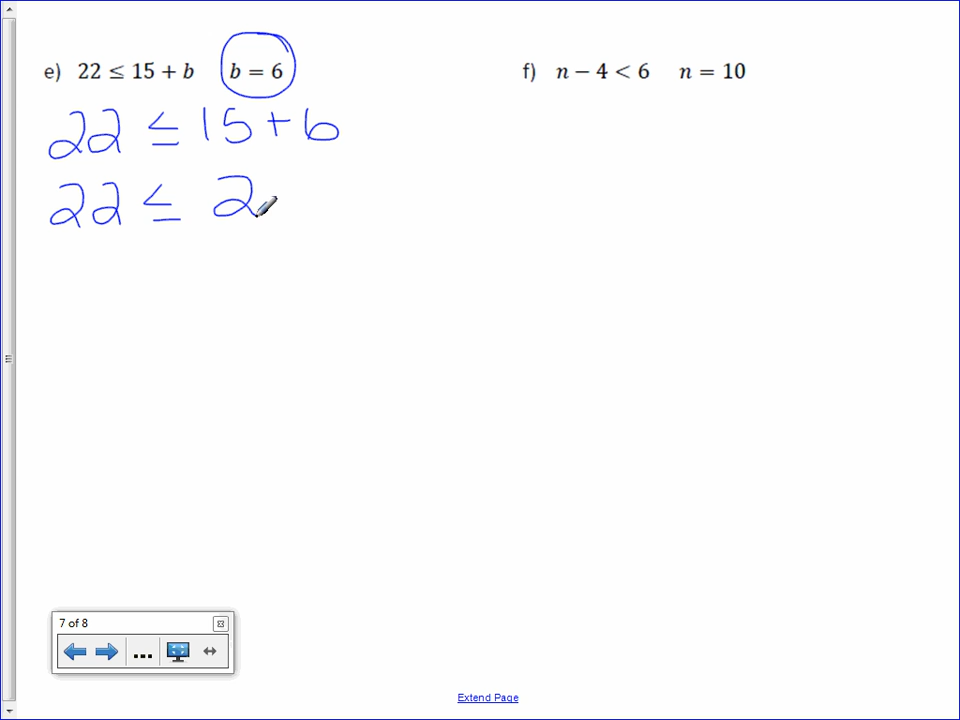 e) 22 ≤ 15 + b b = 6
22 ≤ 15 + 6
22 ≤ 2
f) n − 4 < 6 n = 10
7 of 8
...
Extend Page